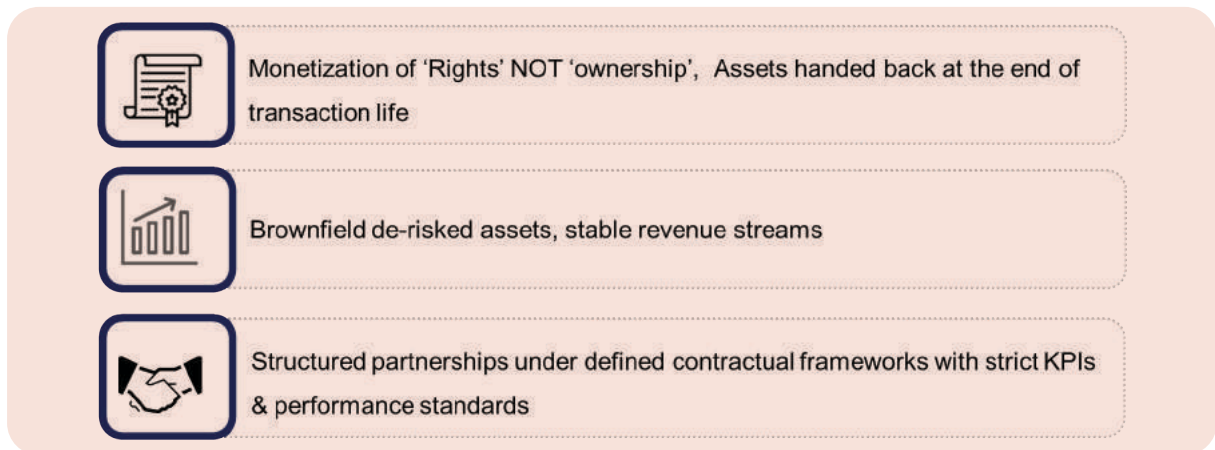 Monetization of ‘Rights’ NOT ‘ownership’, Assets handed back at the end of
transaction life
Brownfield de-risked assets, stable revenue streams
Structured partnerships under defined contractual frameworks with strict KPIs
& performance standards